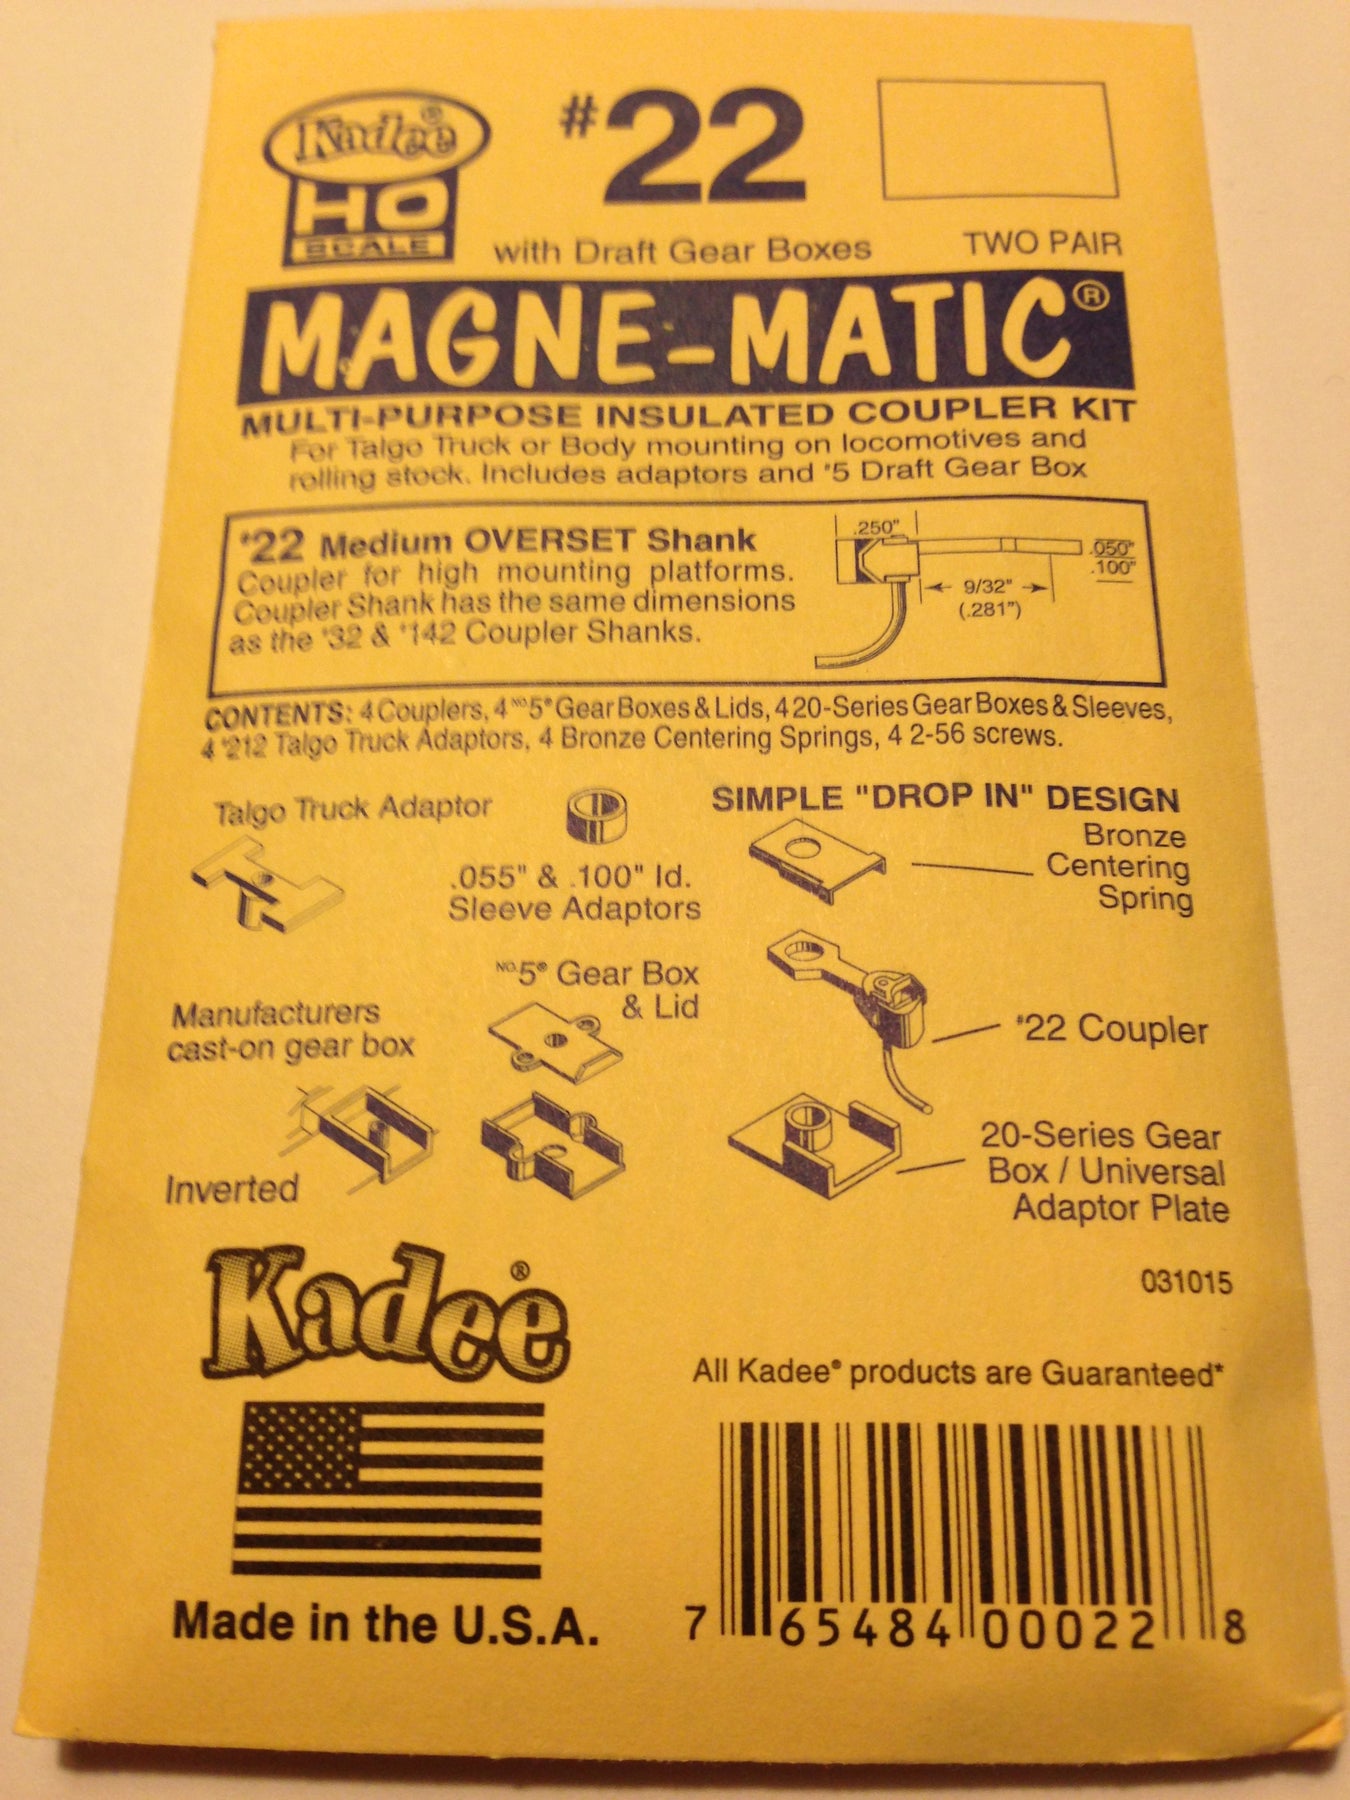 Kadee®
HO
SCALE
#22
with Draft Gear Boxes
TWO PAIR
MAGNE-MATIC®
MULTI-PURPOSE INSULATED COUPLER KIT
For Talgo Truck or Body mounting on locomotives and
rolling stock. Includes adaptors and #5 Draft Gear Box
#22 Medium OVERSET Shank
Coupler for high mounting platforms.
Coupler Shank has the same dimensions
as the #32 & #142 Coupler Shanks.
.250"
.050"
.100"
9/32"
(.281")
CONTENTS: 4 Couplers, 4 NO.5® Gear Boxes & Lids, 4 20-Series Gear Boxes & Sleeves,
4 #212 Talgo Truck Adaptors, 4 Bronze Centering Springs, 4 2-56 screws.
Talgo Truck Adaptor
.055" & .100" Id.
Sleeve Adaptors
SIMPLE "DROP IN" DESIGN
Bronze
Centering
Spring
NO.5® Gear Box
& Lid
Manufacturers
cast-on gear box
Inverted
#22 Coupler
20-Series Gear
Box / Universal
Adaptor Plate
031015
Kadee®
All Kadee® products are Guaranteed*
Made in the U.S.A.
7 65484 00022 8